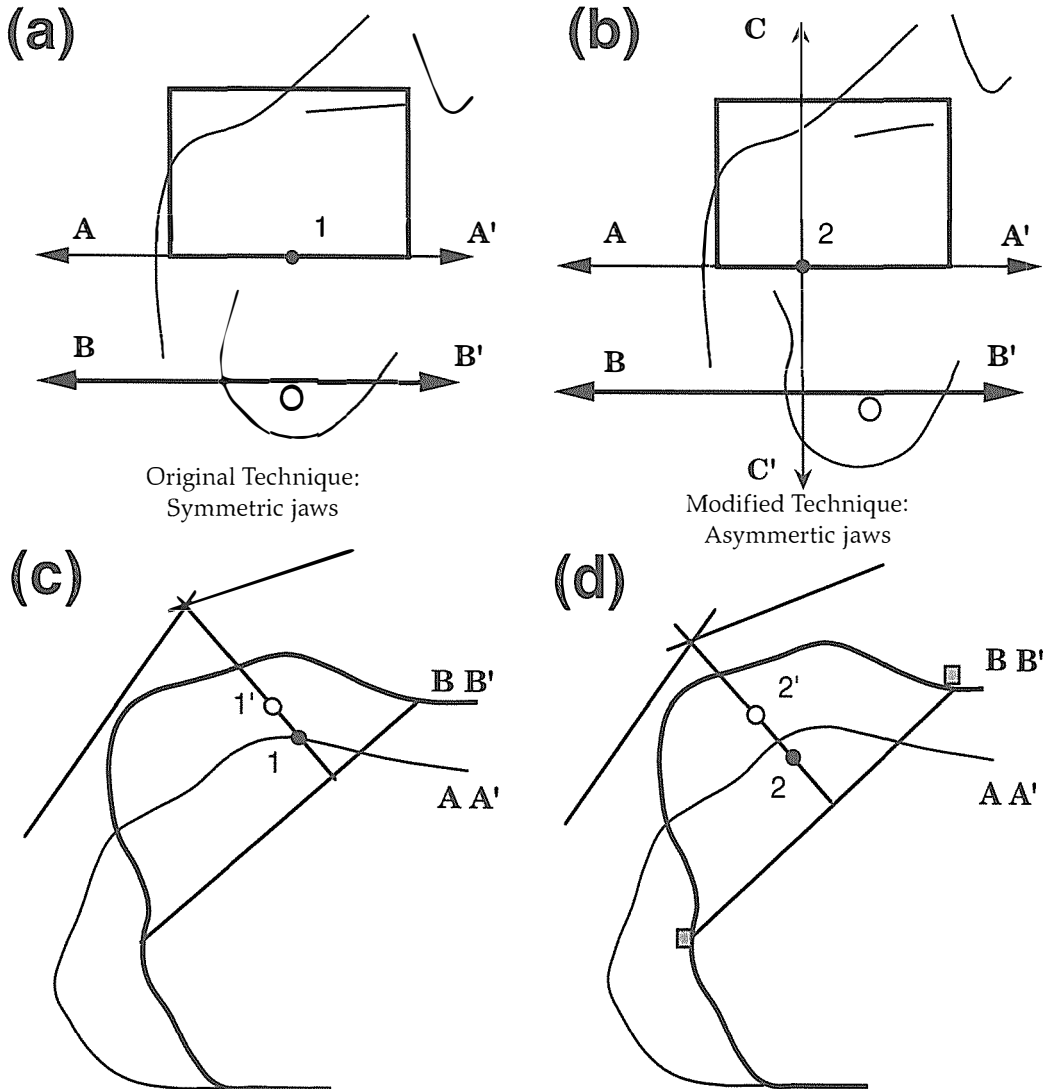 (a)
(b)
C
1
2
A
A'
A
A'
B
B'
B
B'
C'
Original Technique:
Symmetric jaws
Modified Technique:
Asymmertic jaws
(c)
(d)
B B'
1'
1
A A'
B B'
2'
2
A A'